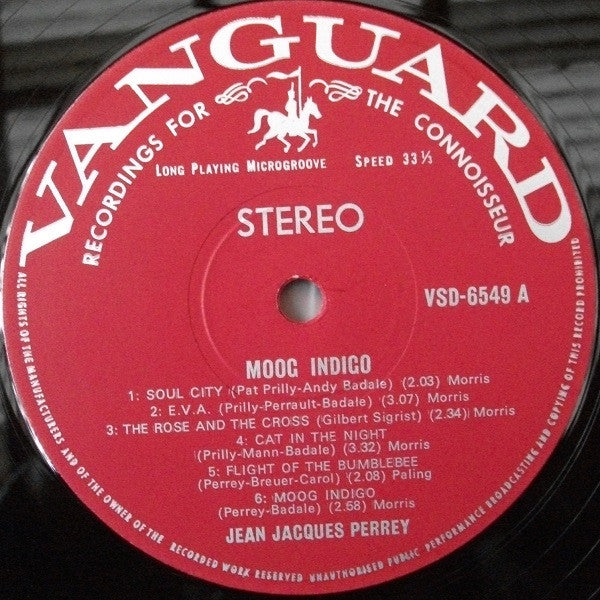 VANGUARD
RECORDINGS FOR THE CONNOISSEUR
LONG PLAYING MICROGROOVE SPEED 33⅓
STEREO
VSD-6549 A
MOOG INDIGO
1: SOUL CITY (Pat Prilly-Andy Badale) (2.03) Morris
2: E.V.A. (Prilly-Perrault-Badale) (3.07) Morris
3: THE ROSE AND THE CROSS (Gilbert Sigrist) (2.34) Morris
4: CAT IN THE NIGHT
(Prilly-Mann-Badale) (3.32) Morris
5: FLIGHT OF THE BUMBLEBEE
(Perrey-Breuer-Carol) (2.08) Paling
6: MOOG INDIGO
(Perrey-Badale) (2.58) Morris
JEAN JACQUES PERREY
ALL RIGHTS OF THE MANUFACTURERS AND OF THE OWNER OF THE RECORDED WORK RESERVED UNAUTHORISED PUBLIC PERFORMANCE BROADCASTING AND COPYING OF THIS RECORD PROHIBITED